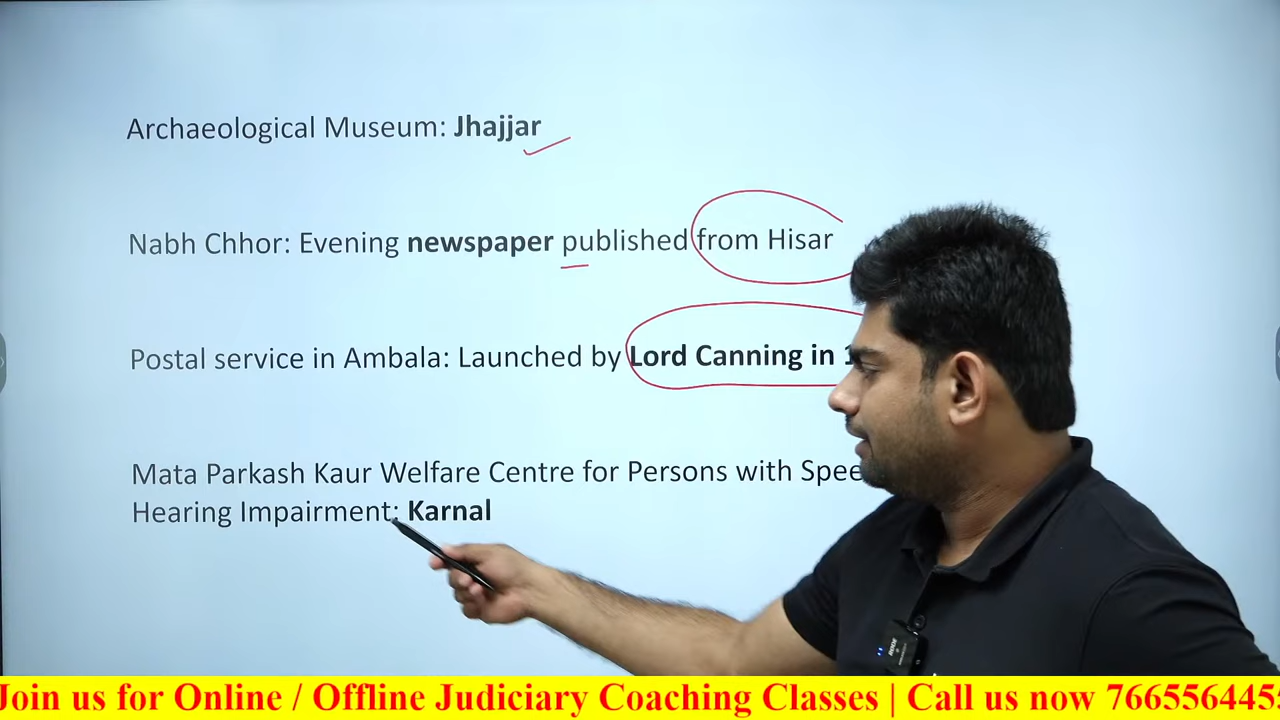 Archaeological Museum: Jhajjar
Nabh Chhor: Evening newspaper published from Hisar
Postal service in Ambala: Launched by Lord Canning in
Mata Parkash Kaur Welfare Centre for Persons with
Hearing Impairment: Karnal
Join us for Online / Offline Judiciary Coaching Classes | Call us now 766556445
RODE